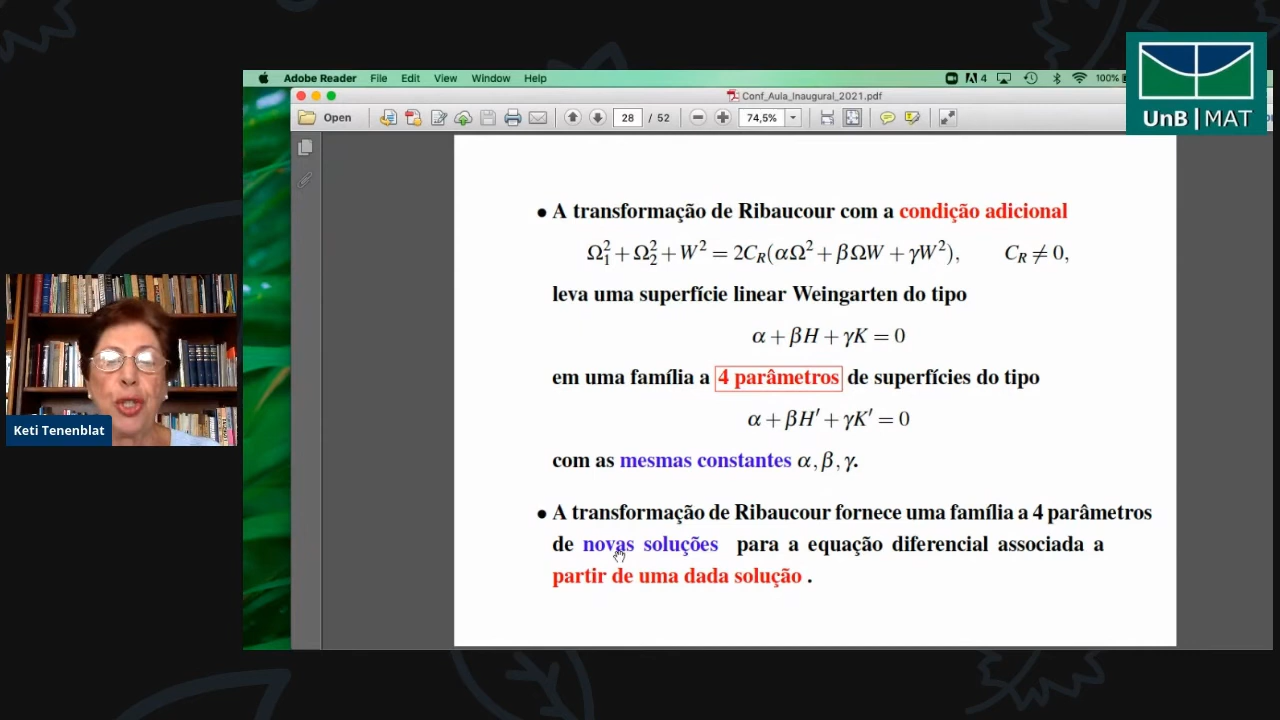 Adobe Reader File Edit View Window Help
4 100%
Conf_Aula_Inaugural_2021.pdf
Open 28 / 52 74,5%
UnB | MAT
• A transformação de Ribaucour com a condição adicional
Ω₁² + Ω₂² + W² = 2C_R(αΩ² + βΩW + γW²), C_R ≠ 0,
leva uma superfície linear Weingarten do tipo
α + βH + γK = 0
em uma família a 4 parâmetros de superfícies do tipo
α + βH′ + γK′ = 0
com as mesmas constantes α, β, γ.
• A transformação de Ribaucour fornece uma família a 4 parâmetros
de novas soluções para a equação diferencial associada a
partir de uma dada solução .
Keti Tenenblat